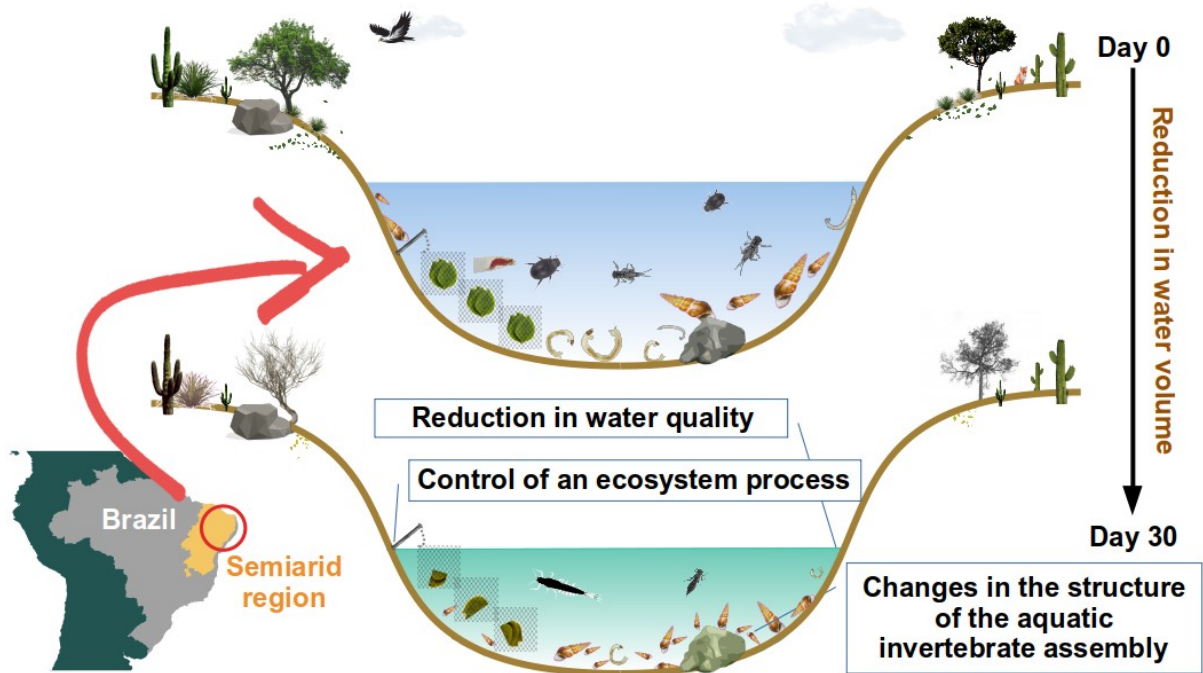 Day 0
Reduction in water volume
Reduction in water quality
Control of an ecosystem process
Brazil
Semiarid
region
Day 30
Changes in the structure
of the aquatic
invertebrate assembly